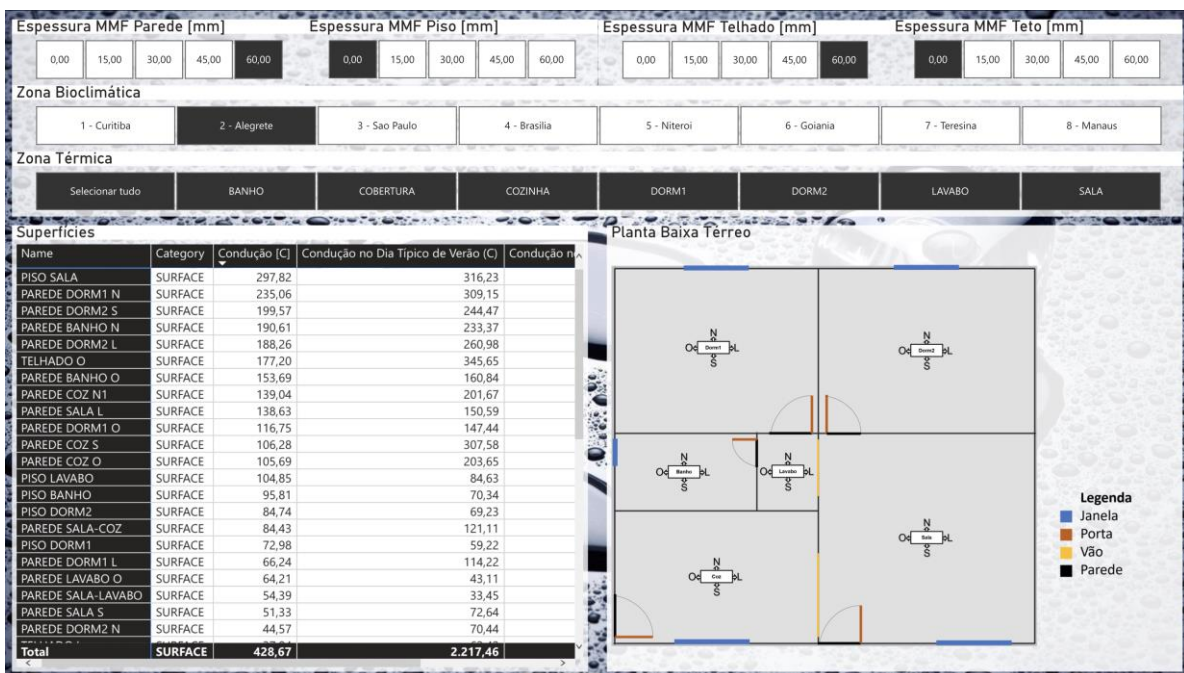 Espessura MMF Parede [mm] Espessura MMF Piso [mm] Espessura MMF Telhado [mm] Espessura MMF Teto [mm]
0,00 15,00 30,00 45,00 60,00 0,00 15,00 30,00 45,00 60,00 0,00 15,00 30,00 45,00 60,00 0,00 15,00 30,00 45,00 60,00
Zona Bioclimática
1 - Curitiba 2 - Alegrete 3 - Sao Paulo 4 - Brasilia 5 - Niteroi 6 - Goiania 7 - Teresina 8 - Manaus
Zona Térmica
Selecionar tudo BANHO COBERTURA COZINHA DORM1 DORM2 LAVABO SALA
Superfícies
Name Category Condução [C] Condução no Dia Típico de Verão (C) Condução n
PISO SALA SURFACE 297,82 316,23
PAREDE DORM1 N SURFACE 235,06 309,15
PAREDE DORM2 S SURFACE 199,57 244,47
PAREDE BANHO N SURFACE 190,61 233,37
PAREDE DORM2 L SURFACE 188,26 260,98
TELHADO O SURFACE 177,20 345,65
PAREDE BANHO O SURFACE 153,69 160,84
PAREDE COZ N1 SURFACE 139,04 201,67
PAREDE SALA L SURFACE 138,63 150,59
PAREDE DORM1 O SURFACE 116,75 147,44
PAREDE COZ S SURFACE 106,28 307,58
PAREDE COZ O SURFACE 105,69 203,65
PISO LAVABO SURFACE 104,85 84,63
PISO BANHO SURFACE 95,81 70,34
PISO DORM2 SURFACE 84,74 69,23
PAREDE SALA-COZ SURFACE 84,43 121,11
PISO DORM1 SURFACE 72,98 59,22
PAREDE DORM1 L SURFACE 66,24 114,22
PAREDE LAVABO O SURFACE 64,21 43,11
PAREDE SALA-LAVABO SURFACE 54,39 33,45
PAREDE SALA S SURFACE 51,33 72,64
PAREDE DORM2 N SURFACE 44,57 70,44
Total SURFACE 428,67 2.217,46
Planta Baixa Térreo
N N
O Dorm1 L O Dorm2 L
S S
N N
O Banho L O Lavabo L
S S
N
O Sala L
S
N
O Coz L
S
Legenda
Janela
Porta
Vão
Parede